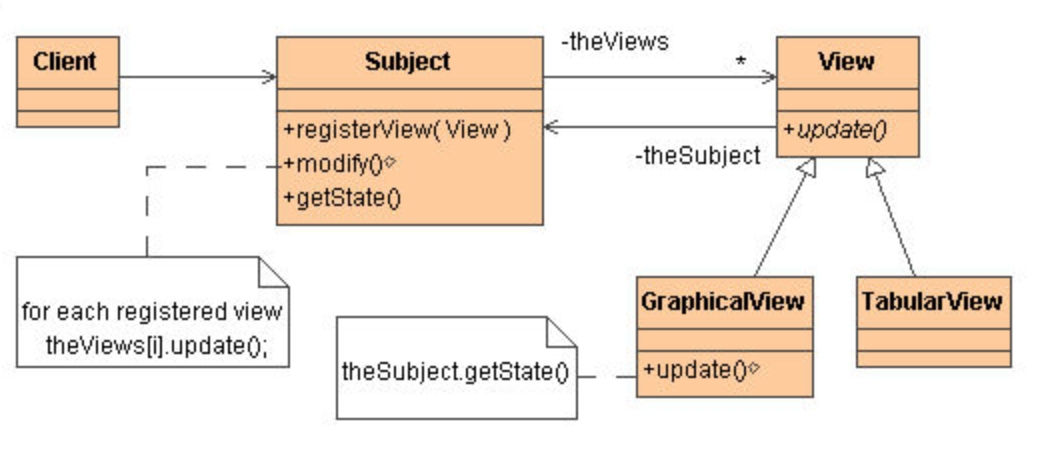 Client
Subject
+registerView( View )
+modify()
+getState()
-theViews
*
View
+update()
-theSubject
for each registered view
theViews[i].update();
theSubject.getState()
GraphicalView
+update()
TabularView